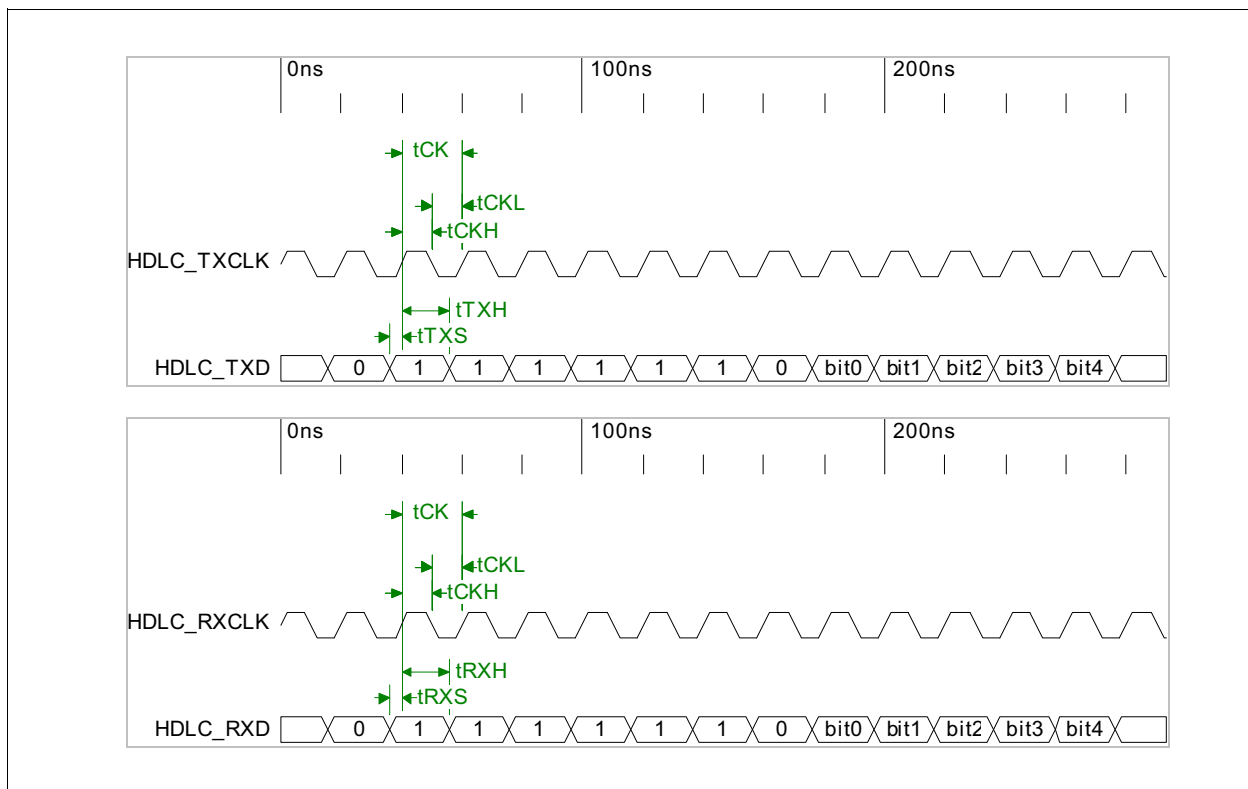 0ns 100ns 200ns
tCK
tCKL
tCKH
HDLC_TXCLK
tTXH
tTXS
HDLC_TXD 0 1 1 1 1 1 1 0 bit0 bit1 bit2 bit3 bit4
0ns 100ns 200ns
tCK
tCKL
tCKH
HDLC_RXCLK
tRXH
tRXS
HDLC_RXD 0 1 1 1 1 1 1 0 bit0 bit1 bit2 bit3 bit4